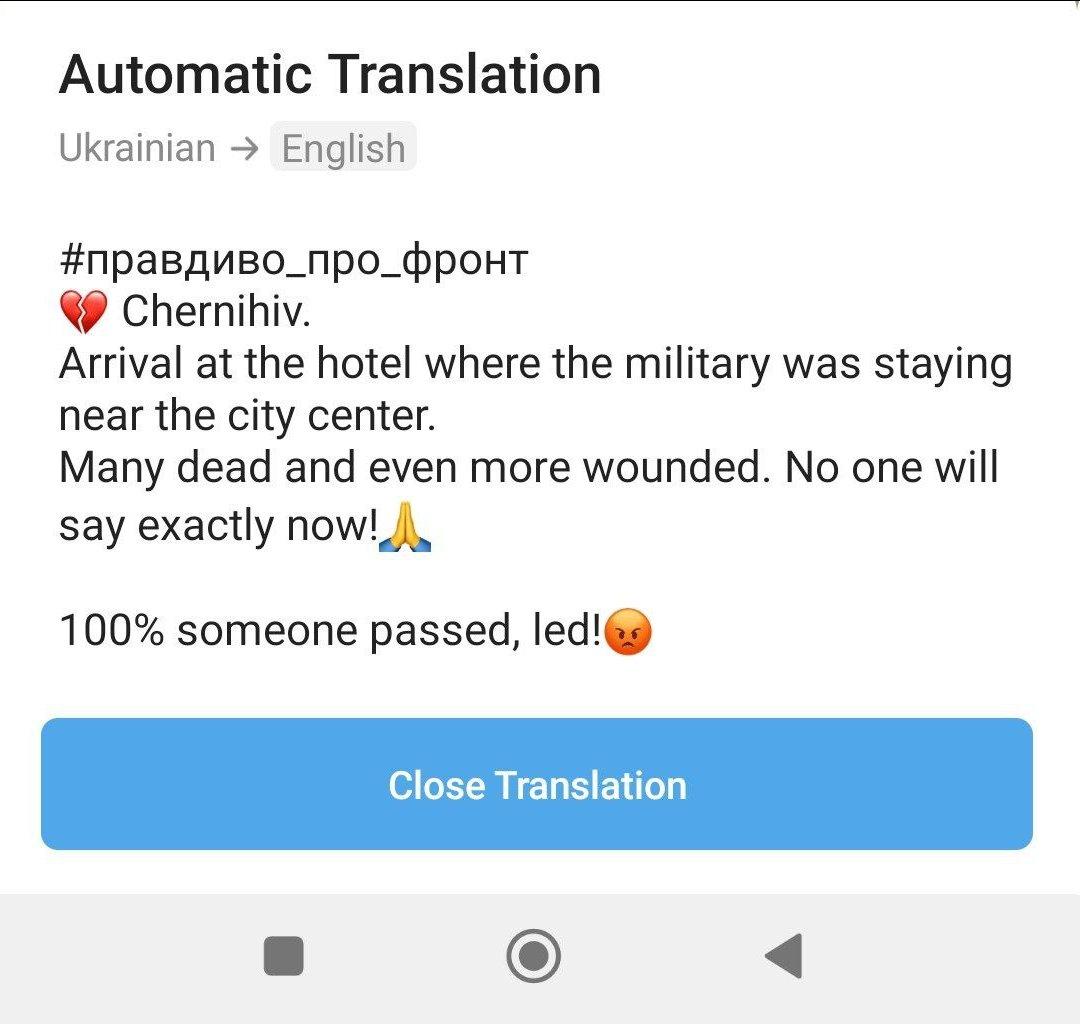 Automatic Translation
Ukrainian → English
#правдиво_про_фронт
💔 Chernihiv.
Arrival at the hotel where the military was staying
near the city center.
Many dead and even more wounded. No one will
say exactly now!🙏
100% someone passed, led!😡
Close Translation